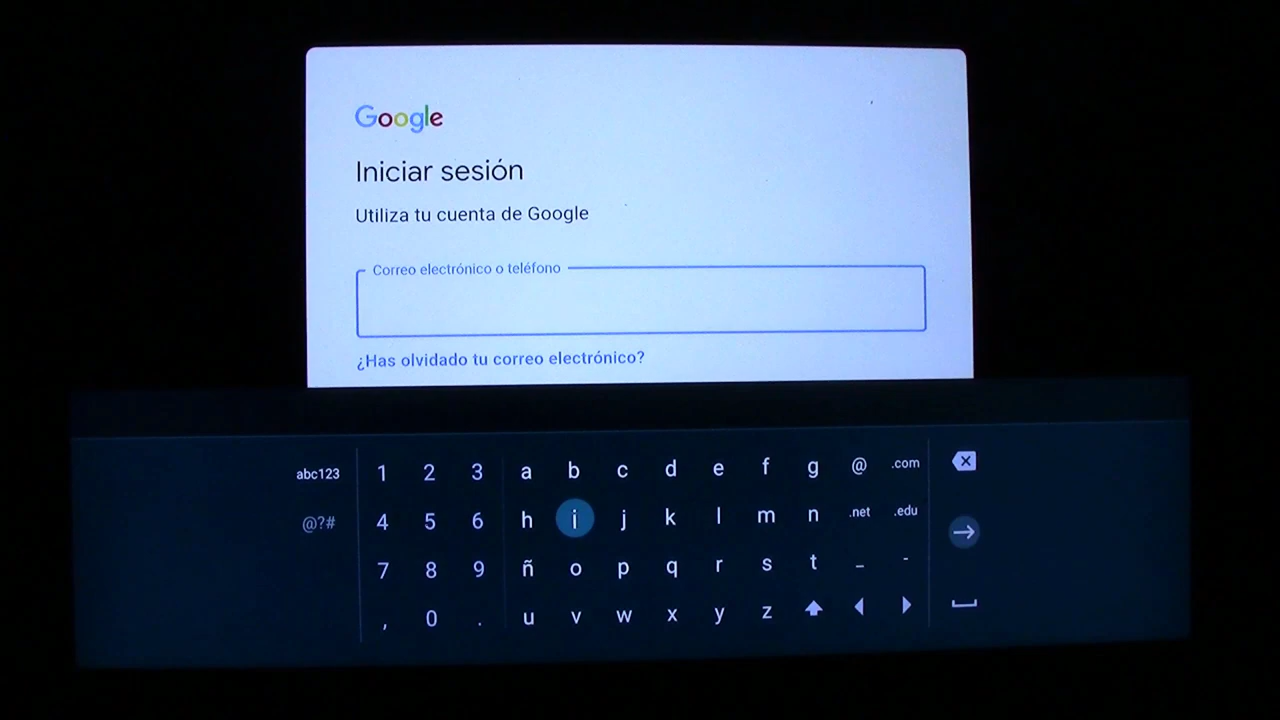 Google
Iniciar sesión
Utiliza tu cuenta de Google
Correo electrónico o teléfono
¿Has olvidado tu correo electrónico?
abc123 1 2 3 a b c d e f g @ .com
@?# 4 5 6 h i j k l m n .net .edu
7 8 9 ñ o p q r s t _ -
, 0 . u v w x y z